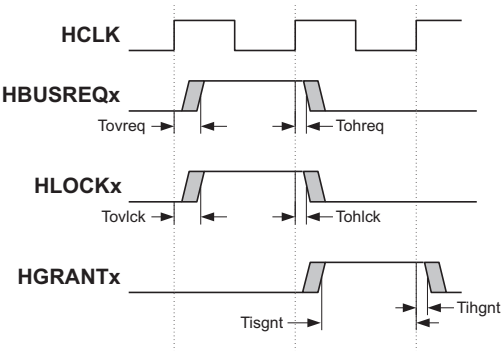 HCLK
HBUSREQx
Tovreq Tohreq
HLOCKx
Tovlck Tohlck
HGRANTx
Tisgnt Tihgnt